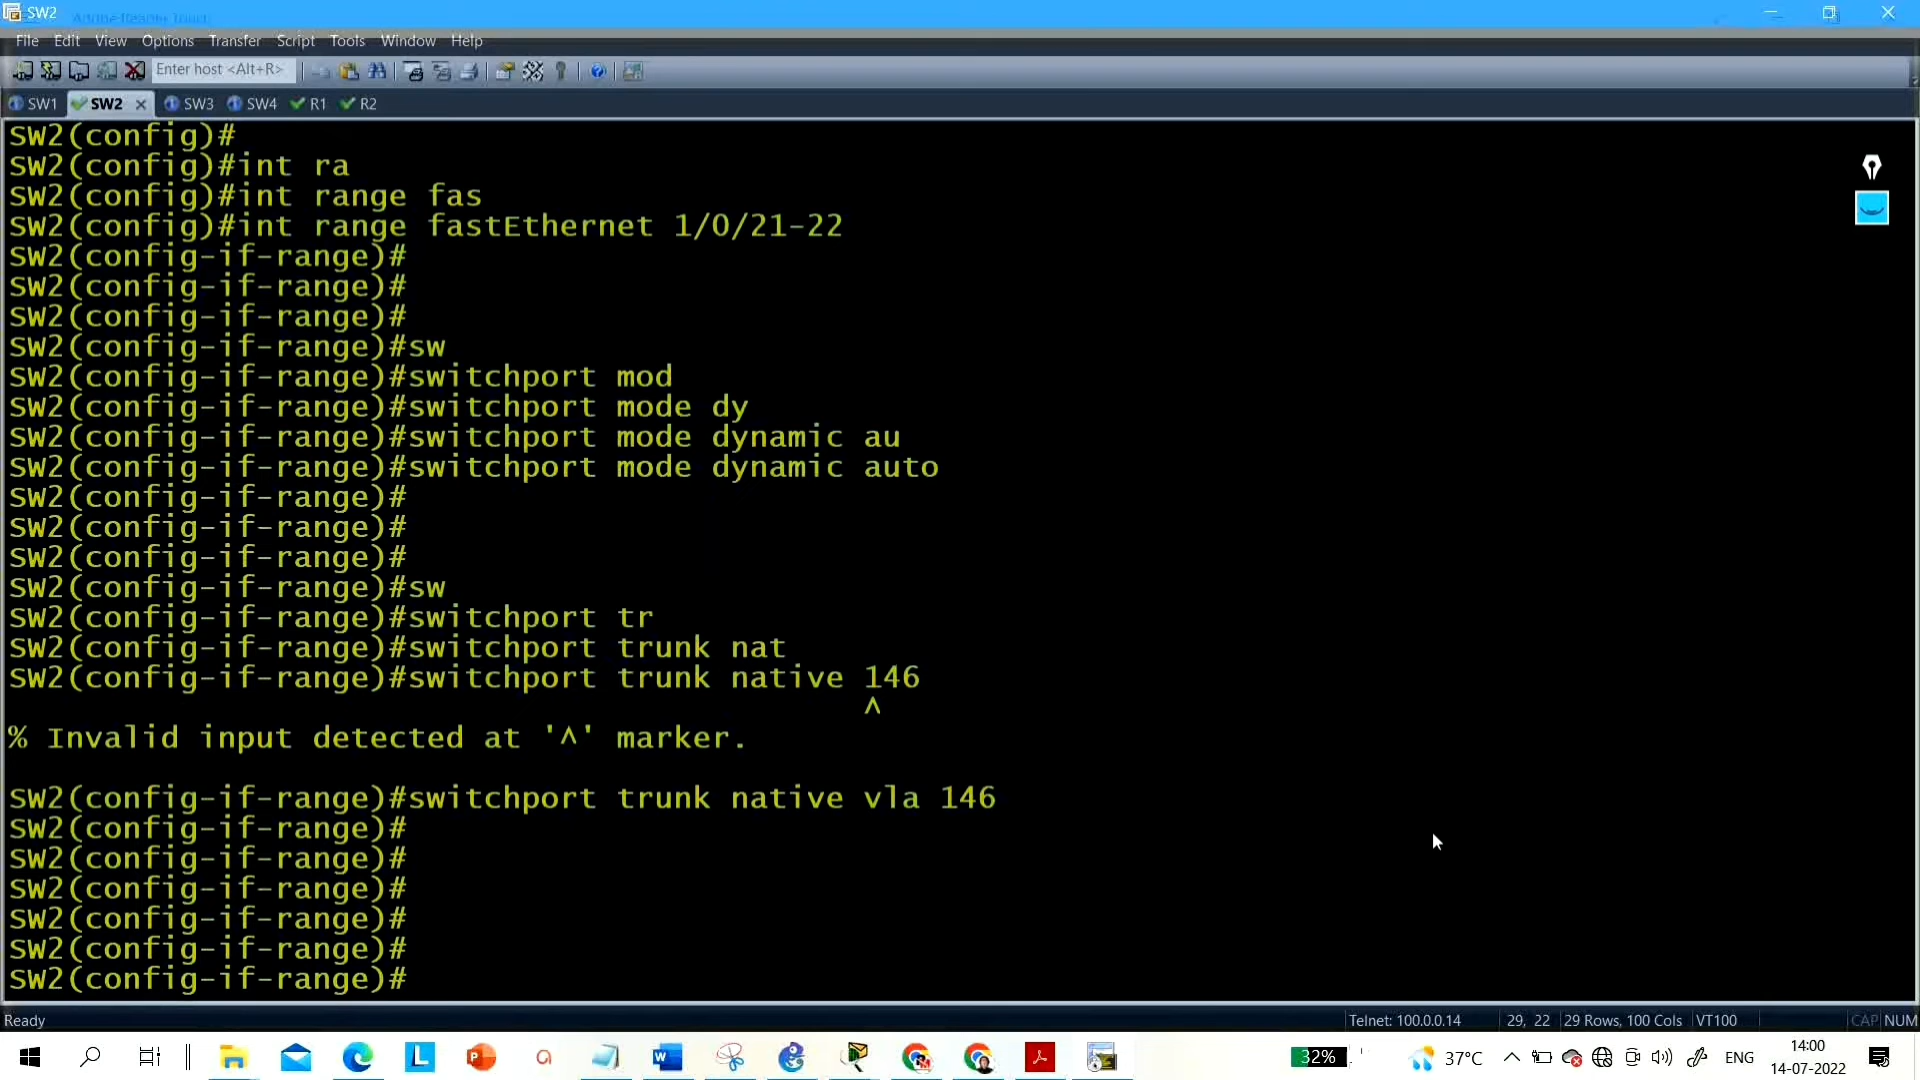 SW2
File Edit View Options Transfer Script Tools Window Help
Enter host <Alt+R>
SW1 SW2 SW3 SW4 R1 R2
SW2(config)#
SW2(config)#int ra
SW2(config)#int range fas
SW2(config)#int range fastEthernet 1/0/21-22
SW2(config-if-range)#
SW2(config-if-range)#
SW2(config-if-range)#
SW2(config-if-range)#sw
SW2(config-if-range)#switchport mod
SW2(config-if-range)#switchport mode dy
SW2(config-if-range)#switchport mode dynamic au
SW2(config-if-range)#switchport mode dynamic auto
SW2(config-if-range)#
SW2(config-if-range)#
SW2(config-if-range)#
SW2(config-if-range)#sw
SW2(config-if-range)#switchport tr
SW2(config-if-range)#switchport trunk nat
SW2(config-if-range)#switchport trunk native 146
^
% Invalid input detected at '^' marker.
SW2(config-if-range)#switchport trunk native vla 146
SW2(config-if-range)#
SW2(config-if-range)#
SW2(config-if-range)#
SW2(config-if-range)#
SW2(config-if-range)#
SW2(config-if-range)#
Ready Telnet: 100.0.0.14 29, 22 29 Rows, 100 Cols VT100 CAP NUM
32% 37°C ENG 14:00
14-07-2022